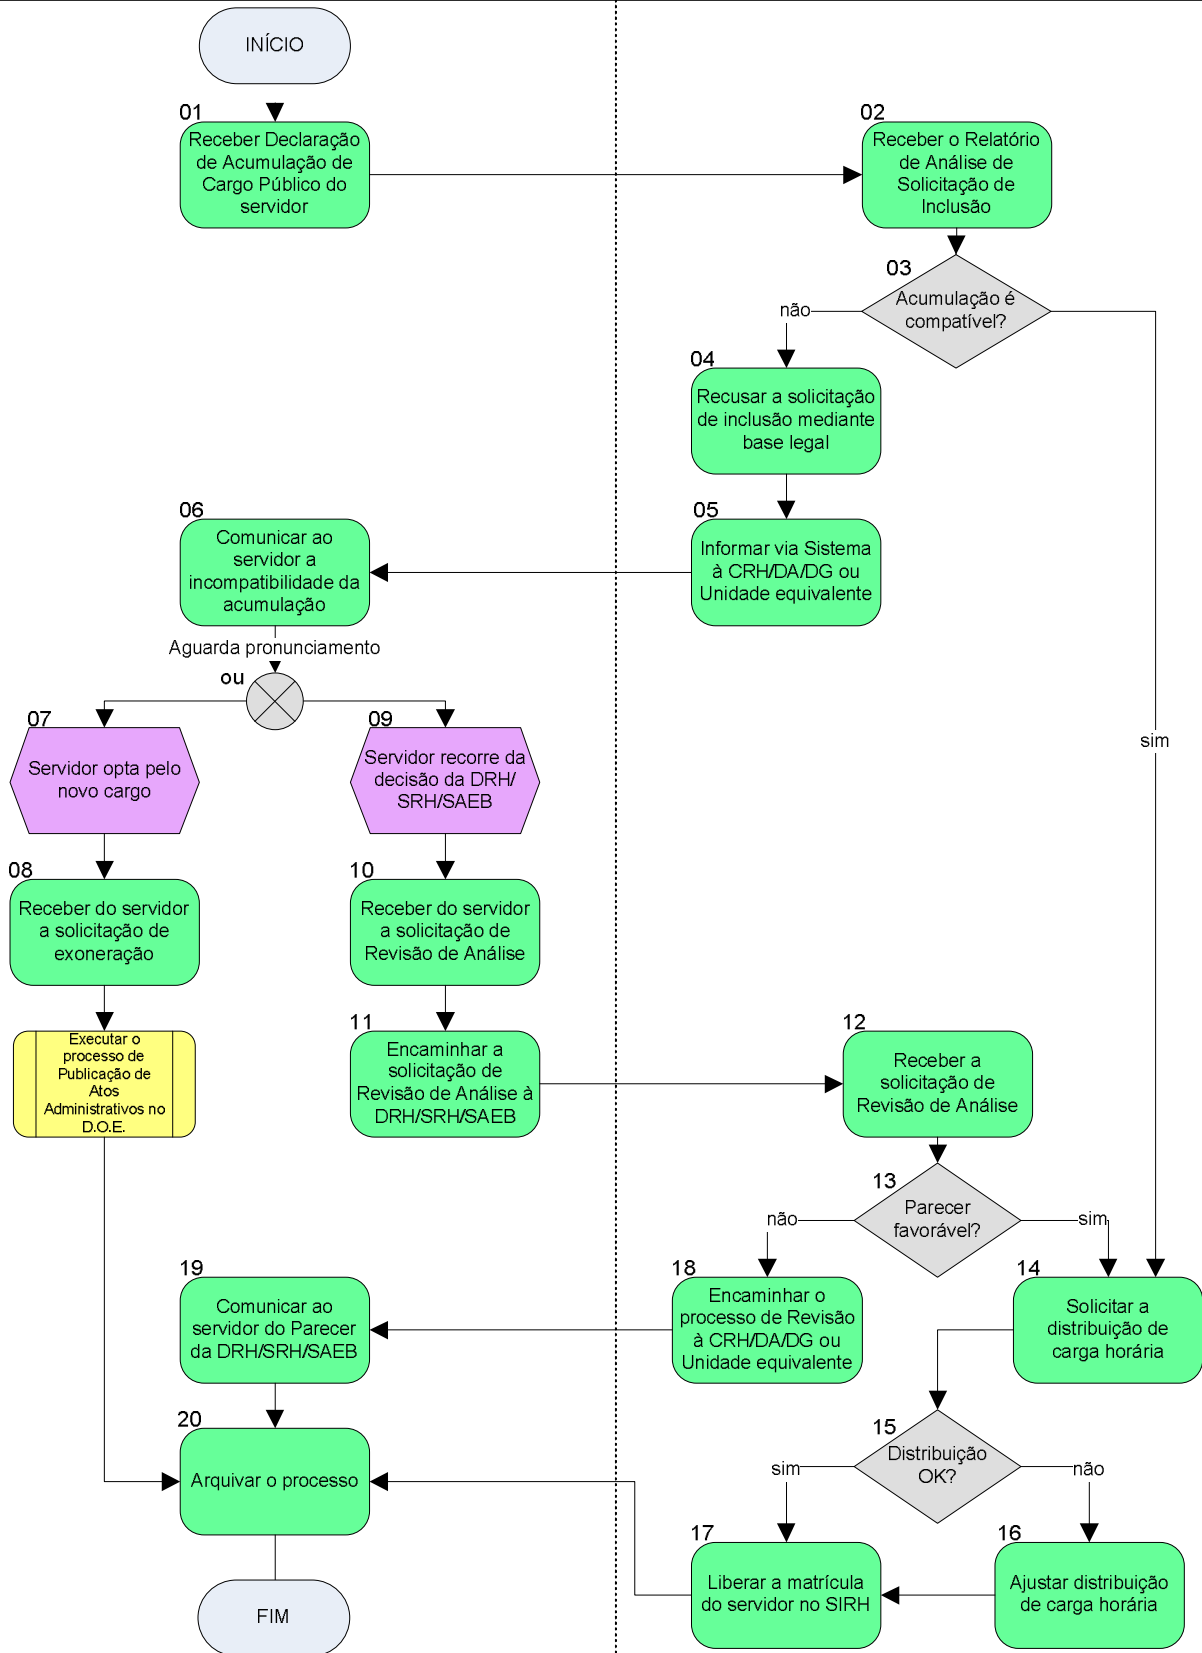 INÍCIO
01
Receber Declaração
de Acumulação de
Cargo Público do
servidor
02
Receber o Relatório
de Análise de
Solicitação de
Inclusão
03
Acumulação é
compatível?
não
sim
04
Recusar a solicitação
de inclusão mediante
base legal
05
Informar via Sistema
à CRH/DA/DG ou
Unidade equivalente
06
Comunicar ao
servidor a
incompatibilidade da
acumulação
Aguarda pronunciamento
ou
07
Servidor opta pelo
novo cargo
09
Servidor recorre da
decisão da DRH/
SRH/SAEB
08
Receber do servidor
a solicitação de
exoneração
10
Receber do servidor
a solicitação de
Revisão de Análise
Executar o
processo de
Publicação de
Atos
Administrativos no
D.O.E.
11
Encaminhar a
solicitação de
Revisão de Análise à
DRH/SRH/SAEB
12
Receber a
solicitação de
Revisão de Análise
13
Parecer
favorável?
não
sim
18
Encaminhar o
processo de Revisão
à CRH/DA/DG ou
Unidade equivalente
14
Solicitar a
distribuição de
carga horária
19
Comunicar ao
servidor do Parecer
da DRH/SRH/SAEB
15
Distribuição
OK?
sim
não
20
Arquivar o processo
17
Liberar a matrícula
do servidor no SIRH
16
Ajustar distribuição
de carga horária
FIM